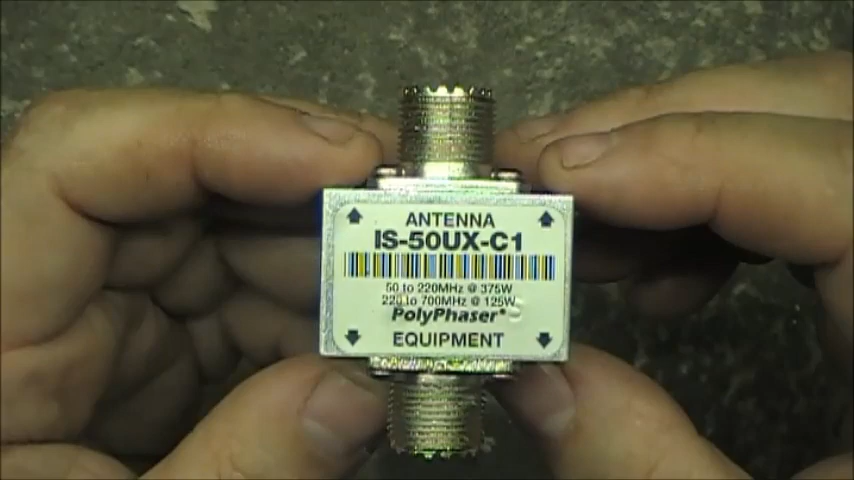 ANTENNA
IS-50UX-C1
50 to 220MHz @ 375W
220 to 700MHz @ 125W
PolyPhaser®
EQUIPMENT